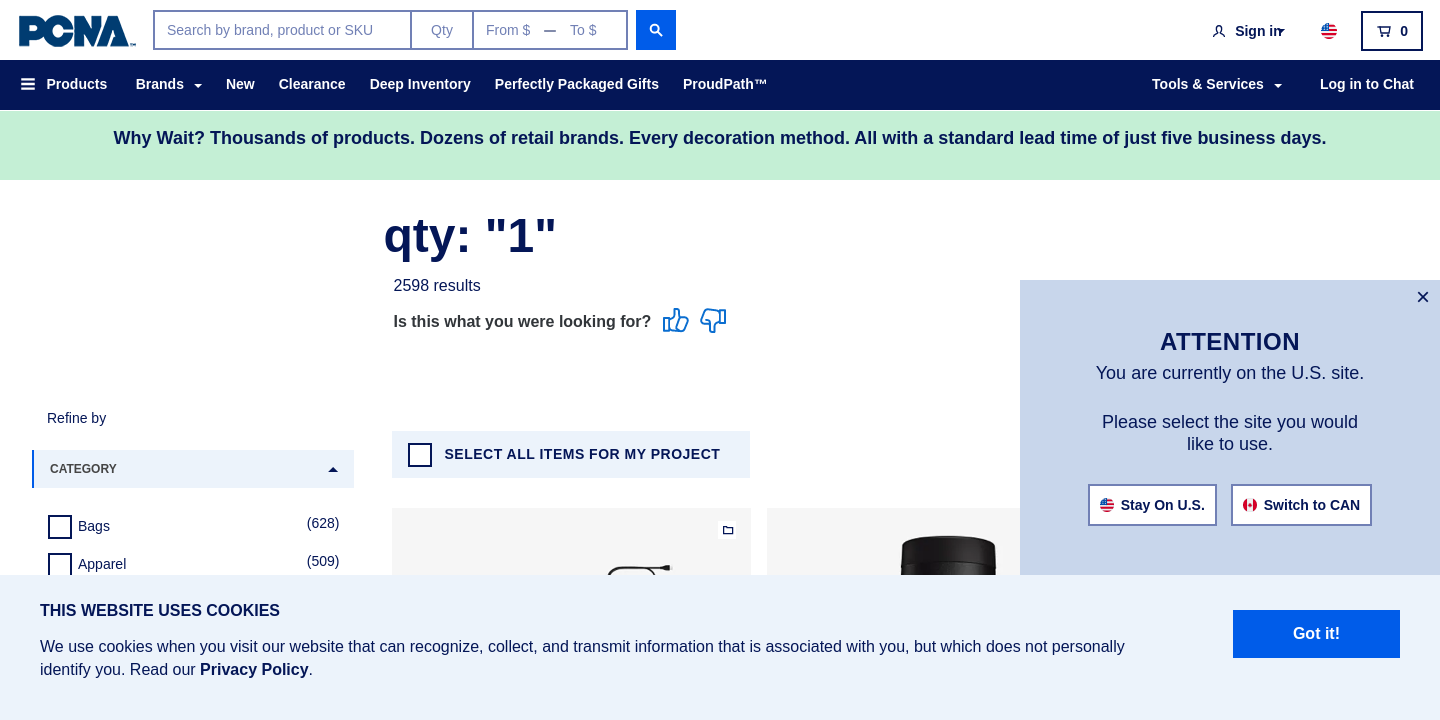 PCNA™
Search by brand, product or SKU
Qty
From $ — To $
Sign in
0
Products
Brands
New
Clearance
Deep Inventory
Perfectly Packaged Gifts
ProudPath™
Tools & Services
Log in to Chat
Why Wait? Thousands of products. Dozens of retail brands. Every decoration method. All with a standard lead time of just five business days.
qty: "1"
2598 results
Is this what you were looking for?
×
ATTENTION
You are currently on the U.S. site.
Please select the site you would
like to use.
Stay On U.S.
Switch to CAN
Refine by
CATEGORY
Bags (628)
Apparel (509)
SELECT ALL ITEMS FOR MY PROJECT
THIS WEBSITE USES COOKIES
We use cookies when you visit our website that can recognize, collect, and transmit information that is associated with you, but which does not personally
identify you. Read our Privacy Policy.
Got it!